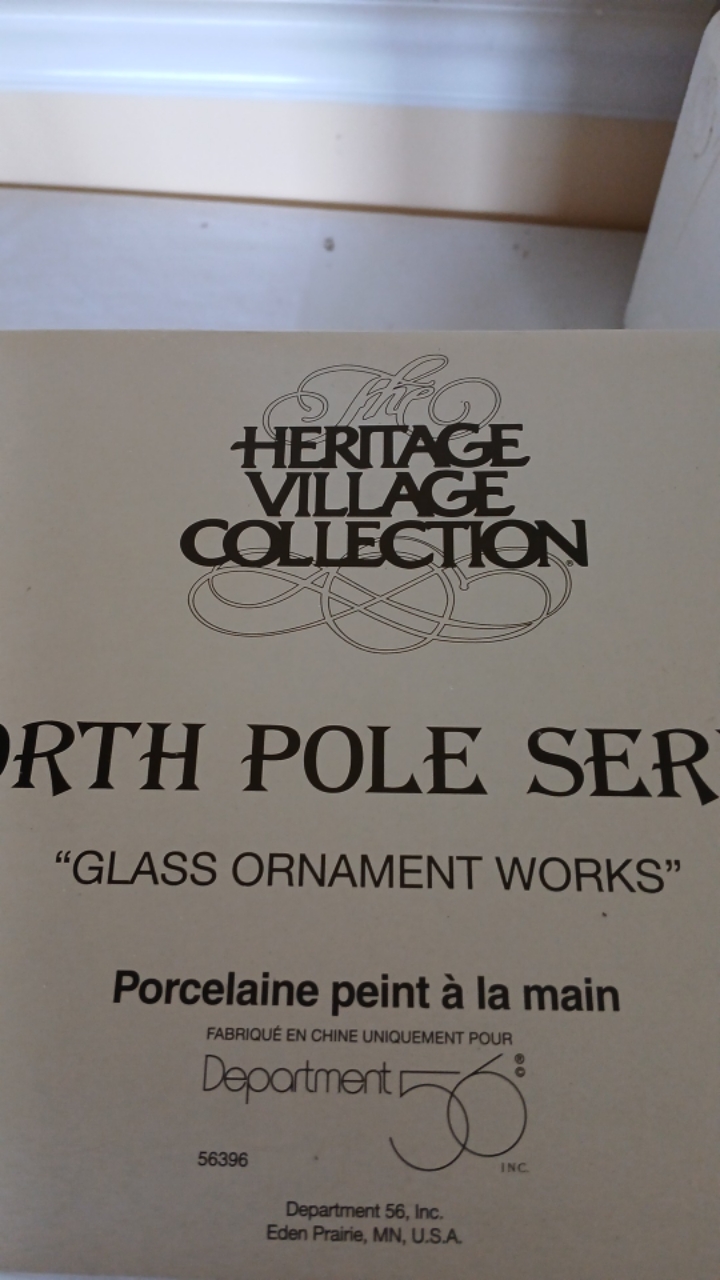 The
HERITAGE
VILLAGE
COLLECTION®
ORTH POLE SER
“GLASS ORNAMENT WORKS”
Porcelaine peint à la main
FABRIQUÉ EN CHINE UNIQUEMENT POUR
Department 56 ® ©
INC.
56396
Department 56, Inc.
Eden Prairie, MN, U.S.A.